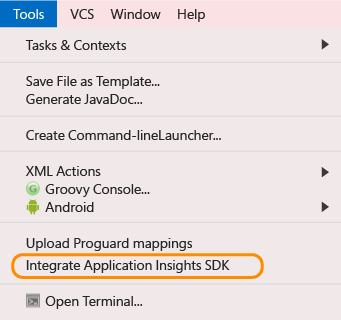 Tools VCS Window Help
Tasks & Contexts
Save File as Template...
Generate JavaDoc...
Create Command-lineLauncher...
XML Actions
G Groovy Console...
Android
Upload Proguard mappings
Integrate Application Insights SDK
Open Terminal...